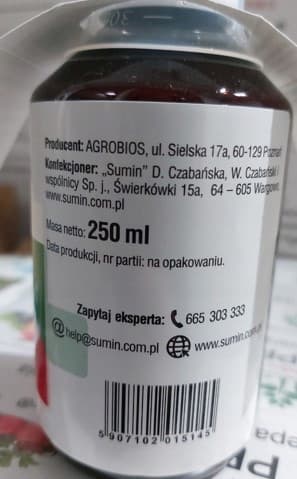 Producent: AGROBIOS, ul. Sielska 17a, 60-129 Poznań
Konfekcjoner: „Sumin” D. Czabańska, W. Czabański i
wspólnicy Sp. j., Świerkówki 15a, 64 – 605 Wargowo,
www.sumin.com.pl
Masa netto: 250 ml
Data produkcji, nr partii: na opakowaniu.
Zapytaj eksperta: 665 303 333
help@sumin.com.pl www.sumin.com.pl
5 907102 015145